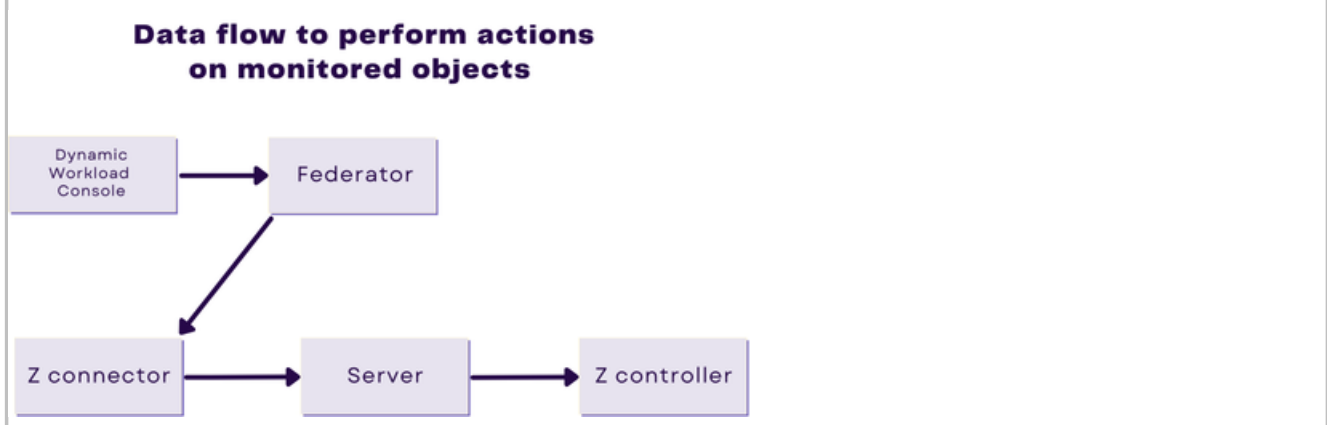 Data flow to perform actions
on monitored objects
Dynamic
Workload
Console
Federator
Z connector
Server
Z controller